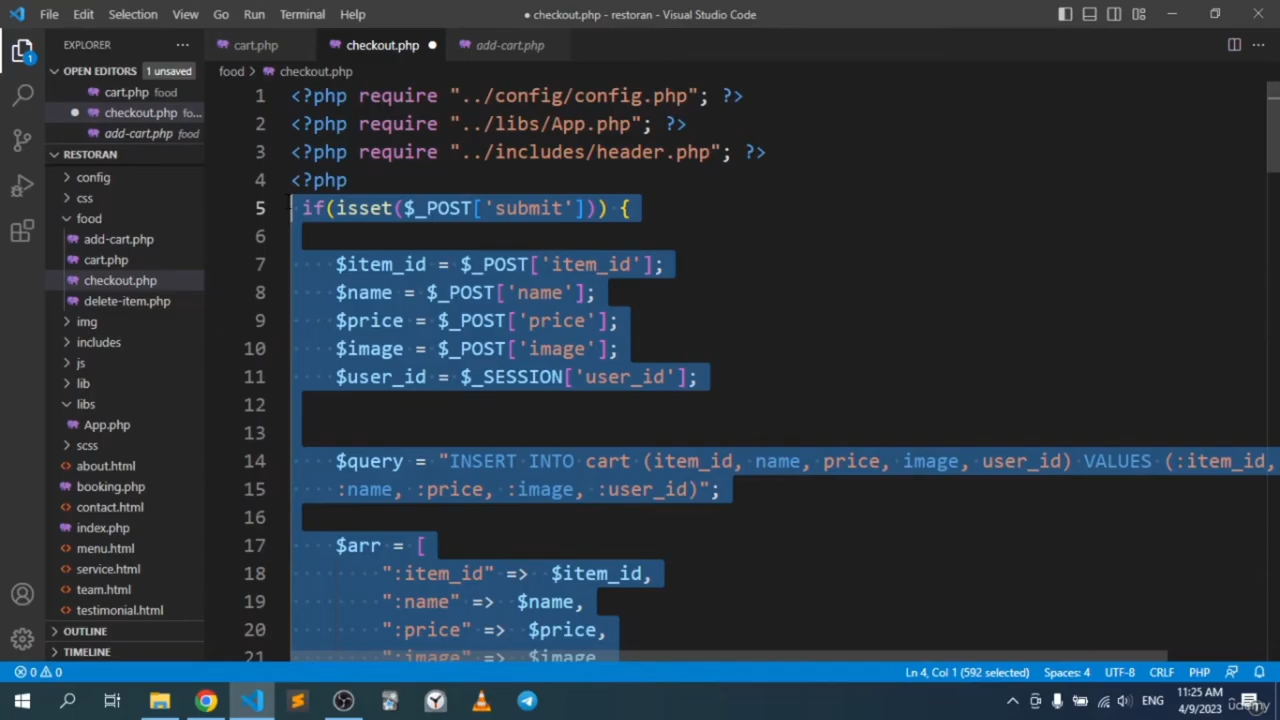 File Edit Selection View Go Run Terminal Help
● checkout.php - restoran - Visual Studio Code
EXPLORER
OPEN EDITORS 1 unsaved
cart.php food
checkout.php fo...
add-cart.php food
RESTORAN
config
css
food
add-cart.php
cart.php
checkout.php
delete-item.php
img
includes
js
lib
libs
App.php
scss
about.html
booking.php
contact.html
index.php
menu.html
service.html
team.html
testimonial.html
OUTLINE
TIMELINE
cart.php checkout.php add-cart.php
food > checkout.php
1 <?php require "../config/config.php"; ?>
2 <?php require "../libs/App.php"; ?>
3 <?php require "../includes/header.php"; ?>
4 <?php
5 if(isset($_POST['submit'])) {
6
7 $item_id = $_POST['item_id'];
8 $name = $_POST['name'];
9 $price = $_POST['price'];
10 $image = $_POST['image'];
11 $user_id = $_SESSION['user_id'];
12
13
14 $query = "INSERT INTO cart (item_id, name, price, image, user_id) VALUES (:item_id,
15 :name, :price, :image, :user_id)";
16
17 $arr = [
18 ":item_id" => $item_id,
19 ":name" => $name,
20 ":price" => $price,
21 ":image" => $image
0 0 Ln 4, Col 1 (592 selected) Spaces: 4 UTF-8 CRLF PHP
ENG 11:25 AM
4/9/2023
udemy